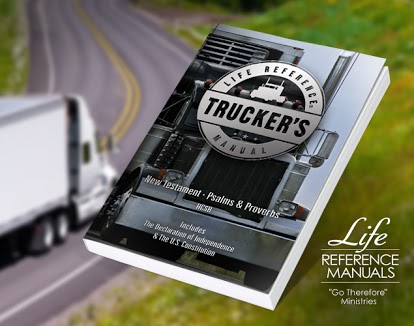 LIFE REFERENCE
TRUCKER'S
MANUAL
New Testament · Psalms & Proverbs
HCSB
Includes
The Declaration of Independence
& The U.S. Constitution
Life
REFERENCE
MANUALS
"Go Therefore"
Ministries